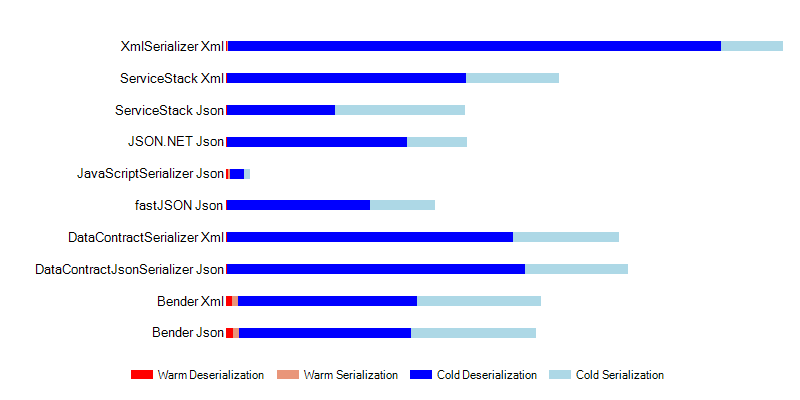 XmlSerializer Xml
ServiceStack Xml
ServiceStack Json
JSON.NET Json
JavaScriptSerializer Json
fastJSON Json
DataContractSerializer Xml
DataContractJsonSerializer Json
Bender Xml
Bender Json
Warm Deserialization Warm Serialization Cold Deserialization Cold Serialization